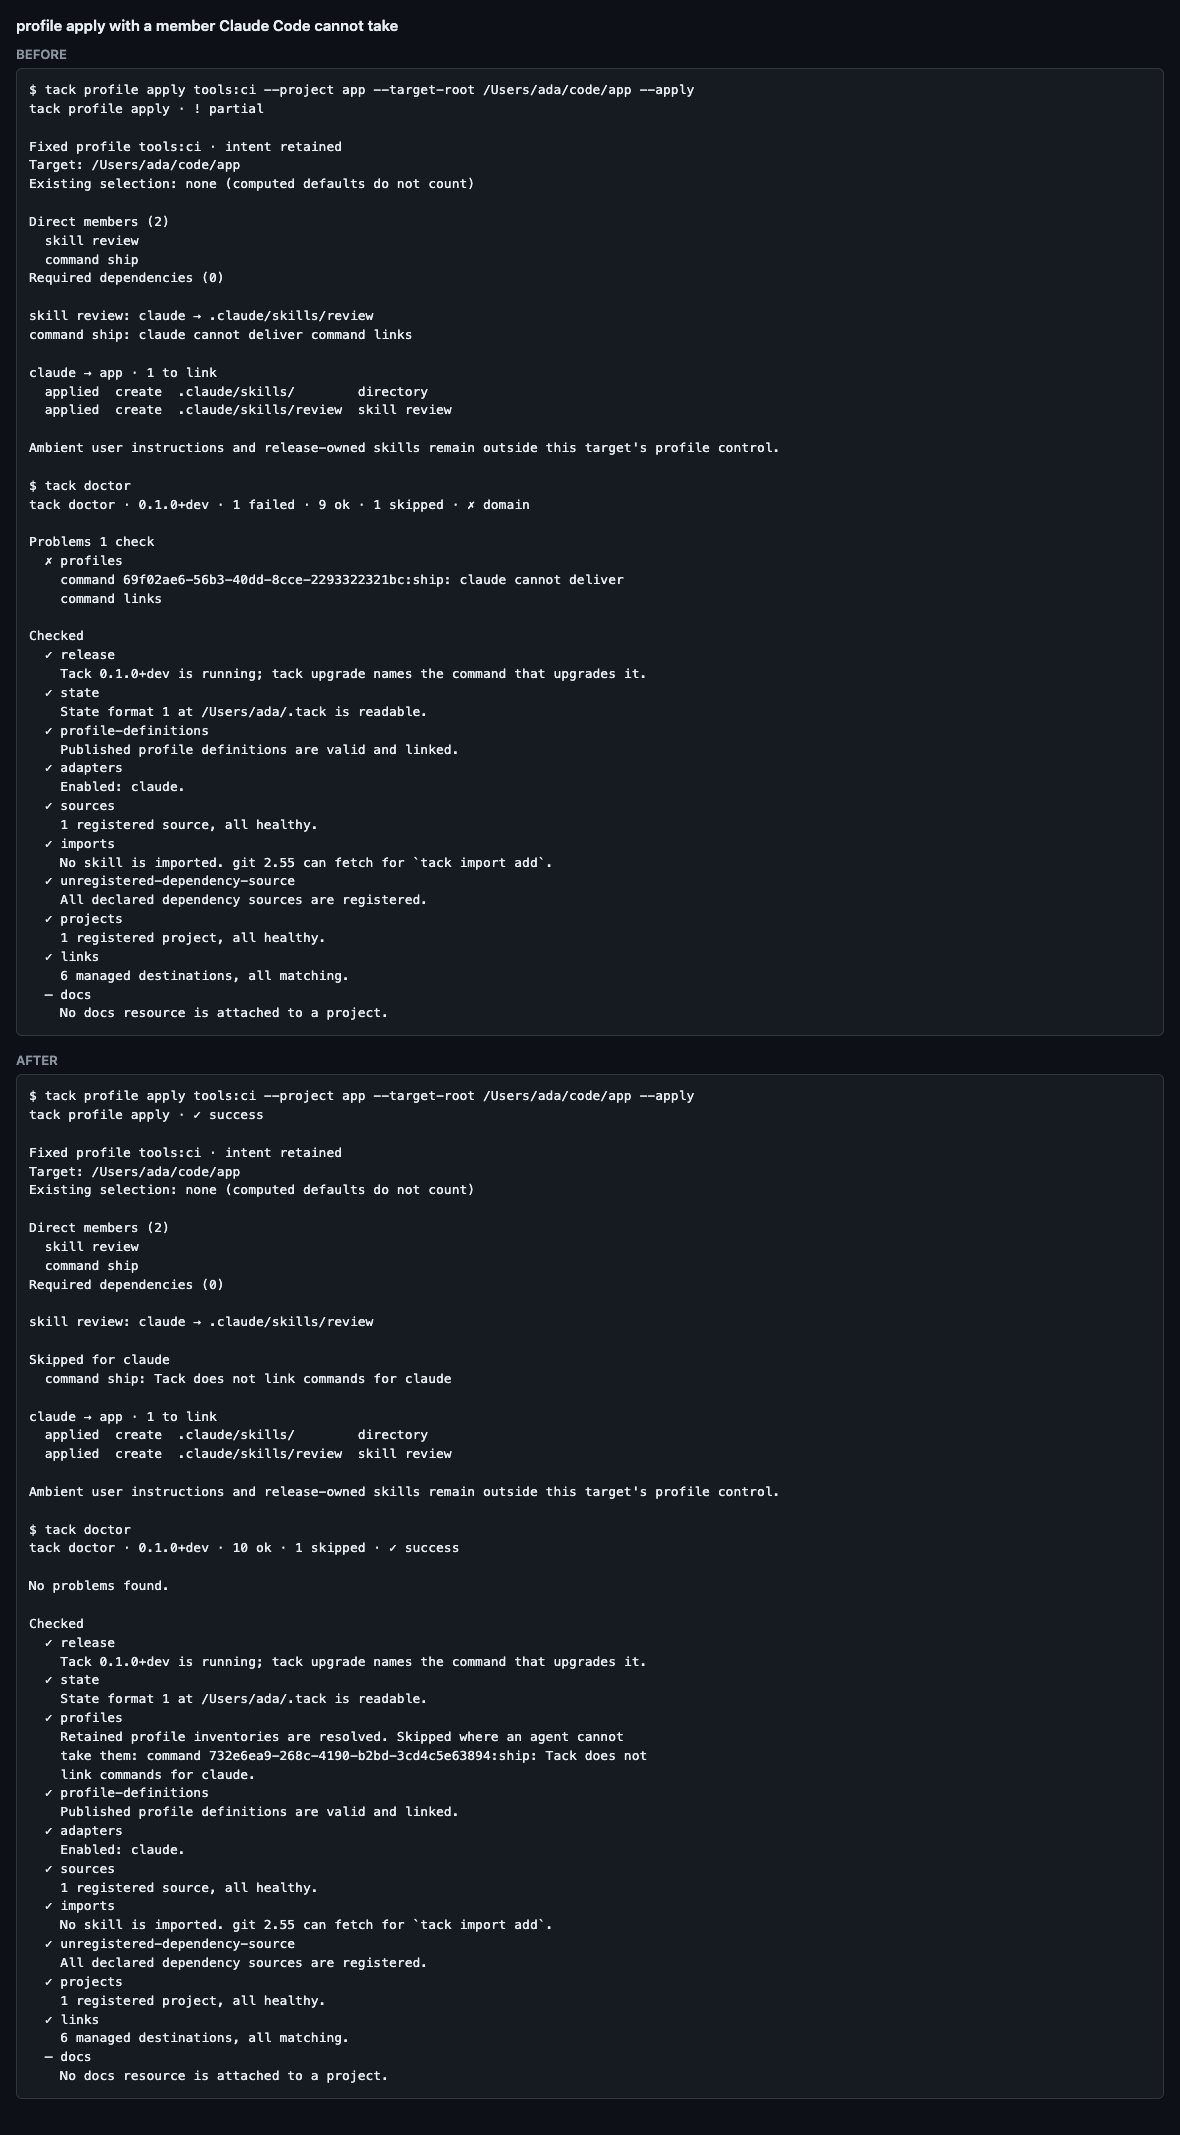 profile apply with a member Claude Code cannot take
BEFORE
$ tack profile apply tools:ci --project app --target-root /Users/ada/code/app --apply
tack profile apply · ! partial
Fixed profile tools:ci · intent retained
Target: /Users/ada/code/app
Existing selection: none (computed defaults do not count)
Direct members (2)
skill review
command ship
Required dependencies (0)
skill review: claude → .claude/skills/review
command ship: claude cannot deliver command links
claude → app · 1 to link
applied create .claude/skills/ directory
applied create .claude/skills/review skill review
Ambient user instructions and release-owned skills remain outside this target's profile control.
$ tack doctor
tack doctor · 0.1.0+dev · 1 failed · 9 ok · 1 skipped · ✗ domain
Problems 1 check
✗ profiles
command 69f02ae6-56b3-40dd-8cce-2293322321bc:ship: claude cannot deliver
command links
Checked
✓ release
Tack 0.1.0+dev is running; tack upgrade names the command that upgrades it.
✓ state
State format 1 at /Users/ada/.tack is readable.
✓ profile-definitions
Published profile definitions are valid and linked.
✓ adapters
Enabled: claude.
✓ sources
1 registered source, all healthy.
✓ imports
No skill is imported. git 2.55 can fetch for `tack import add`.
✓ unregistered-dependency-source
All declared dependency sources are registered.
✓ projects
1 registered project, all healthy.
✓ links
6 managed destinations, all matching.
— docs
No docs resource is attached to a project.
AFTER
$ tack profile apply tools:ci --project app --target-root /Users/ada/code/app --apply
tack profile apply · ✓ success
Fixed profile tools:ci · intent retained
Target: /Users/ada/code/app
Existing selection: none (computed defaults do not count)
Direct members (2)
skill review
command ship
Required dependencies (0)
skill review: claude → .claude/skills/review
Skipped for claude
command ship: Tack does not link commands for claude
claude → app · 1 to link
applied create .claude/skills/ directory
applied create .claude/skills/review skill review
Ambient user instructions and release-owned skills remain outside this target's profile control.
$ tack doctor
tack doctor · 0.1.0+dev · 10 ok · 1 skipped · ✓ success
No problems found.
Checked
✓ release
Tack 0.1.0+dev is running; tack upgrade names the command that upgrades it.
✓ state
State format 1 at /Users/ada/.tack is readable.
✓ profiles
Retained profile inventories are resolved. Skipped where an agent cannot
take them: command 732e6ea9-268c-4190-b2bd-3cd4c5e63894:ship: Tack does not
link commands for claude.
✓ profile-definitions
Published profile definitions are valid and linked.
✓ adapters
Enabled: claude.
✓ sources
1 registered source, all healthy.
✓ imports
No skill is imported. git 2.55 can fetch for `tack import add`.
✓ unregistered-dependency-source
All declared dependency sources are registered.
✓ projects
1 registered project, all healthy.
✓ links
6 managed destinations, all matching.
— docs
No docs resource is attached to a project.